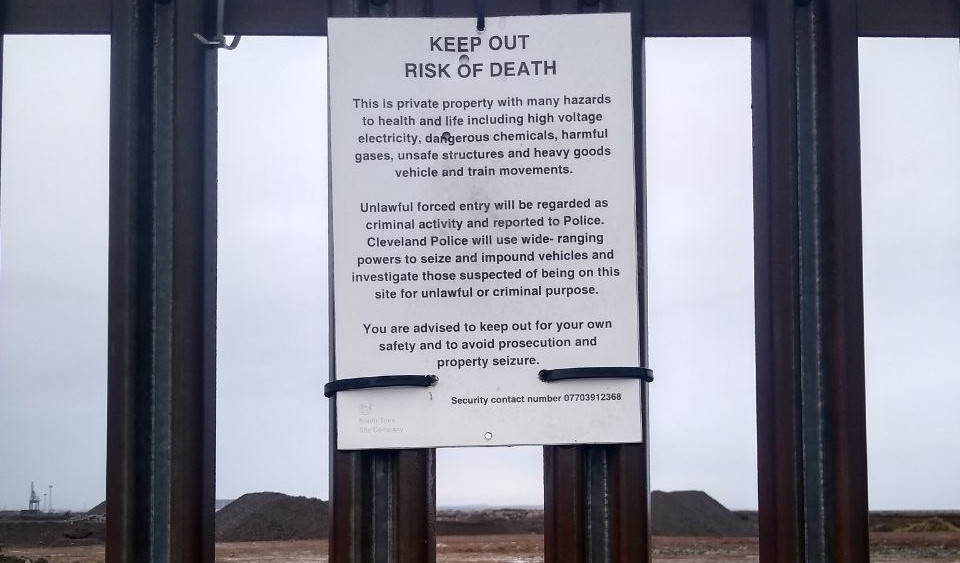 KEEP OUT
RISK OF DEATH
This is private property with many hazards
to health and life including high voltage
electricity, dangerous chemicals, harmful
gases, unsafe structures and heavy goods
vehicle and train movements.
Unlawful forced entry will be regarded as
criminal activity and reported to Police.
Cleveland Police will use wide- ranging
powers to seize and impound vehicles and
investigate those suspected of being on this
site for unlawful or criminal purpose.
You are advised to keep out for your own
safety and to avoid prosecution and
property seizure.
Security contact number 07703912368
South Tees
Site Company